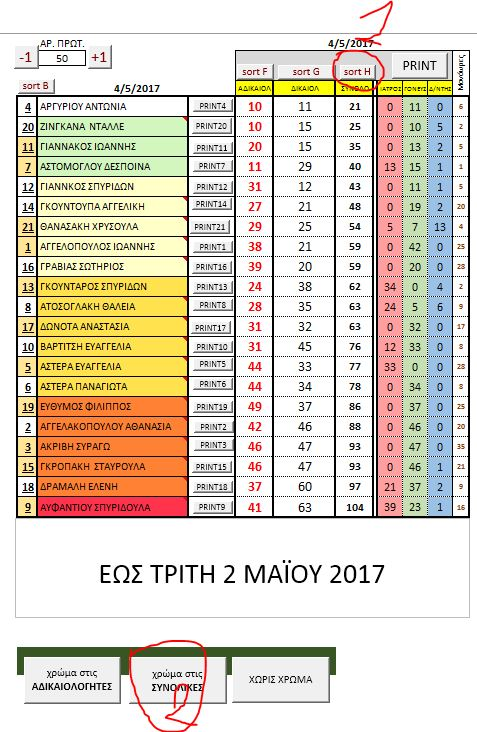 1
ΑΡ. ΠΡΩΤ. 4/5/2017
-1 50 +1 sort F sort G sort H PRINT Μονόωρες
sort B 4/5/2017 ΑΔΙΚΑΙΟΛ ΔΙΚΑΙΟΛ ΣΥΝΟΛΟ ΙΑΤΡΟΣ ΓΟΝΕΙΣ Δ/ΝΤΗΣ
4 ΑΡΓΥΡΙΟΥ ΑΝΤΩΝΙΑ PRINT4 10 11 21 0 11 0 6
20 ΖΙΝΓΚΑΝΑ ΝΤΑΛΛΕ PRINT20 10 15 25 0 10 5 2
11 ΓΙΑΝΝΑΚΟΣ ΙΩΑΝΝΗΣ PRINT11 20 15 35 0 13 2 5
7 ΑΣΤΟΜΟΓΛΟΥ ΔΕΣΠΟΙΝΑ PRINT7 11 29 40 13 15 1 1
12 ΓΙΑΝΝΚΟΣ ΣΠΥΡΙΔΩΝ PRINT12 31 12 43 0 11 1 5
14 ΓΚΟΥΝΤΟΥΠΑ ΑΓΓΕΛΙΚΗ PRINT14 27 21 48 0 19 2 20
21 ΘΑΝΑΣΑΚΗ ΧΡΥΣΟΥΛΑ PRINT21 29 25 54 5 7 13 4
1 ΑΓΓΕΛΟΠΟΥΛΟΣ ΙΩΑΝΝΗΣ PRINT1 38 21 59 0 42 0 25
16 ΓΡΑΒΙΑΣ ΣΩΤΗΡΙΟΣ PRINT16 39 20 59 0 20 0 28
13 ΓΚΟΥΤΑΡΟΣ ΣΠΥΡΙΔΩΝ PRINT13 24 38 62 34 0 4 2
8 ΑΤΟΣΟΓΛΑΚΗ ΘΑΛΕΙΑ PRINT8 28 35 63 24 5 6 9
17 ΔΩΝΟΤΑ ΑΝΑΣΤΑΣΙΑ PRINT17 31 32 63 0 32 0 17
10 ΒΑΡΤΙΤΣΗ ΕΥΑΓΓΕΛΙΑ PRINT10 31 45 76 12 33 0 8
5 ΑΣΤΕΡΑ ΕΥΑΓΓΕΛΙΑ PRINT5 44 33 77 33 0 0 28
6 ΑΣΤΕΡΑ ΠΑΝΑΓΙΩΤΑ PRINT6 44 34 78 0 34 0 8
19 ΕΥΘΥΜΟΣ ΦΙΛΙΠΠΟΣ PRINT19 49 37 86 0 37 0 25
2 ΑΓΓΕΛΑΚΟΠΟΥΛΟΥ ΑΘΑΝΑΣΙΑ PRINT2 42 46 88 0 46 0 20
3 ΑΚΡΙΒΗ ΣΥΡΑΓΩ PRINT3 46 47 93 0 47 0 35
15 ΓΚΡΟΠΑΚΗ ΣΤΑΥΡΟΥΛΑ PRINT15 46 47 93 0 46 1 21
18 ΔΡΑΜΑΛΗ ΕΛΕΝΗ PRINT18 37 60 97 21 37 2 9
9 ΑΥΦΑΝΤΙΟΥ ΣΠΥΡΙΔΟΥΛΑ PRINT9 41 63 104 39 23 1 16
ΕΩΣ ΤΡΙΤΗ 2 ΜΑΪΟΥ 2017
χρώμα στις χρώμα στις ΧΩΡΙΣ ΧΡΩΜΑ
ΑΔΙΚΑΙΟΛΟΓΗΤΕΣ ΣΥΝΟΛΙΚΕΣ
2